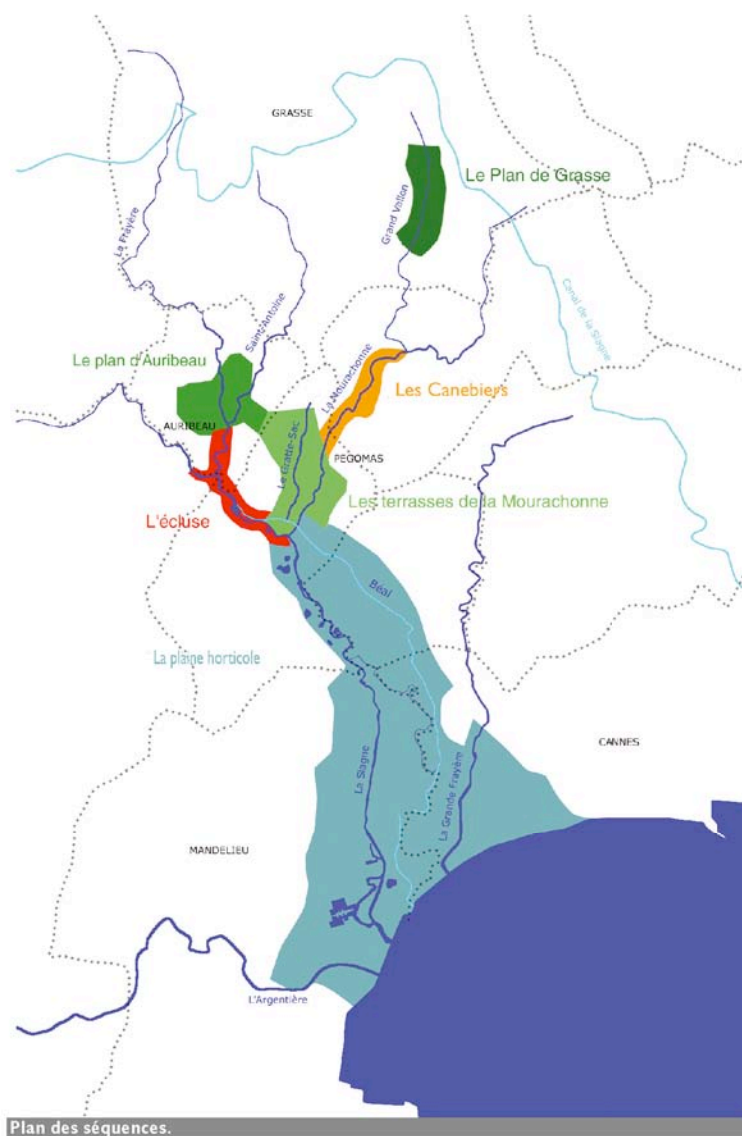 GRASSE
Le Plan de Grasse
Grand Vallon
La Frayère
Canal de la Siagne
Saint-Antoine
Le plan d'Auribeau
La Mourachonne
Les Canebiers
AURIBEAU
Le Gratte-Sac
PEGOMAS
Les terrasses de la Mourachonne
L'écluse
Béal
La plaine horticole
CANNES
La Siagne
La Grande Frayère
MANDELIEU
L'Argentière
Plan des séquences.